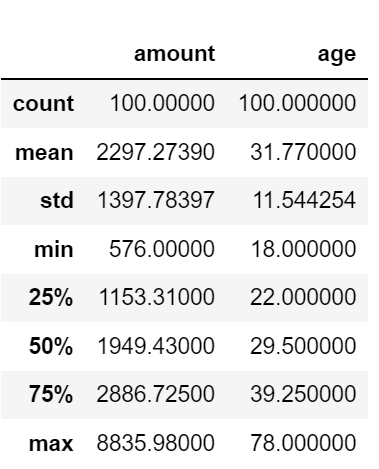 amount age
count 100.00000 100.000000
mean 2297.27390 31.770000
std 1397.78397 11.544254
min 576.00000 18.000000
25% 1153.31000 22.000000
50% 1949.43000 29.500000
75% 2886.72500 39.250000
max 8835.98000 78.000000